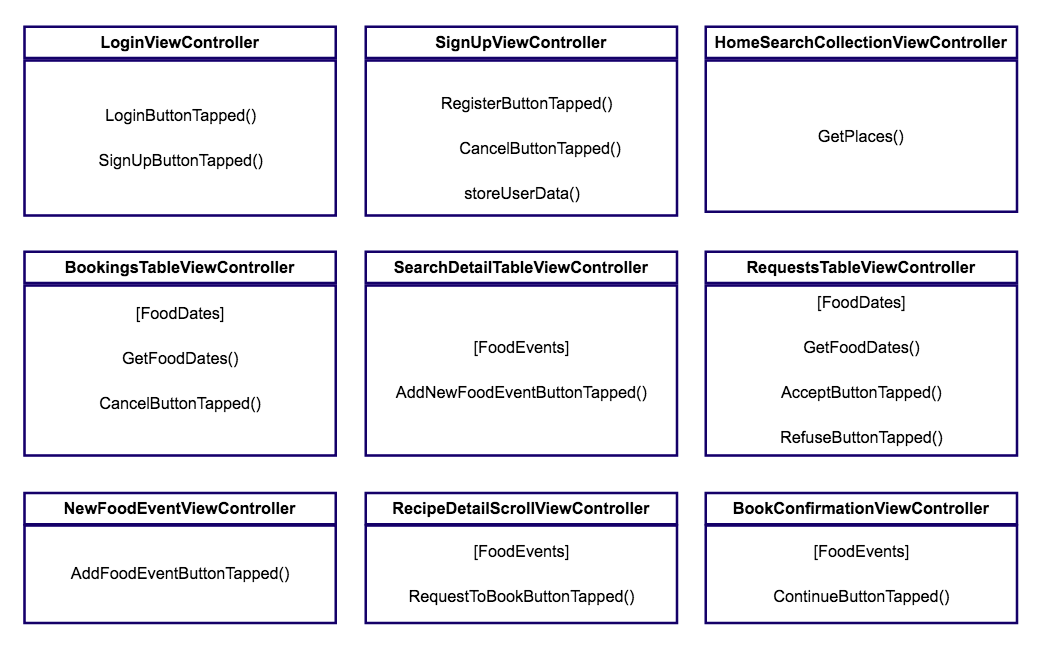 LoginViewController
LoginButtonTapped()
SignUpButtonTapped()
SignUpViewController
RegisterButtonTapped()
CancelButtonTapped()
storeUserData()
HomeSearchCollectionViewController
GetPlaces()
BookingsTableViewController
[FoodDates]
GetFoodDates()
CancelButtonTapped()
SearchDetailTableViewController
[FoodEvents]
AddNewFoodEventButtonTapped()
RequestsTableViewController
[FoodDates]
GetFoodDates()
AcceptButtonTapped()
RefuseButtonTapped()
NewFoodEventViewController
AddFoodEventButtonTapped()
RecipeDetailScrollViewController
[FoodEvents]
RequestToBookButtonTapped()
BookConfirmationViewController
[FoodEvents]
ContinueButtonTapped()